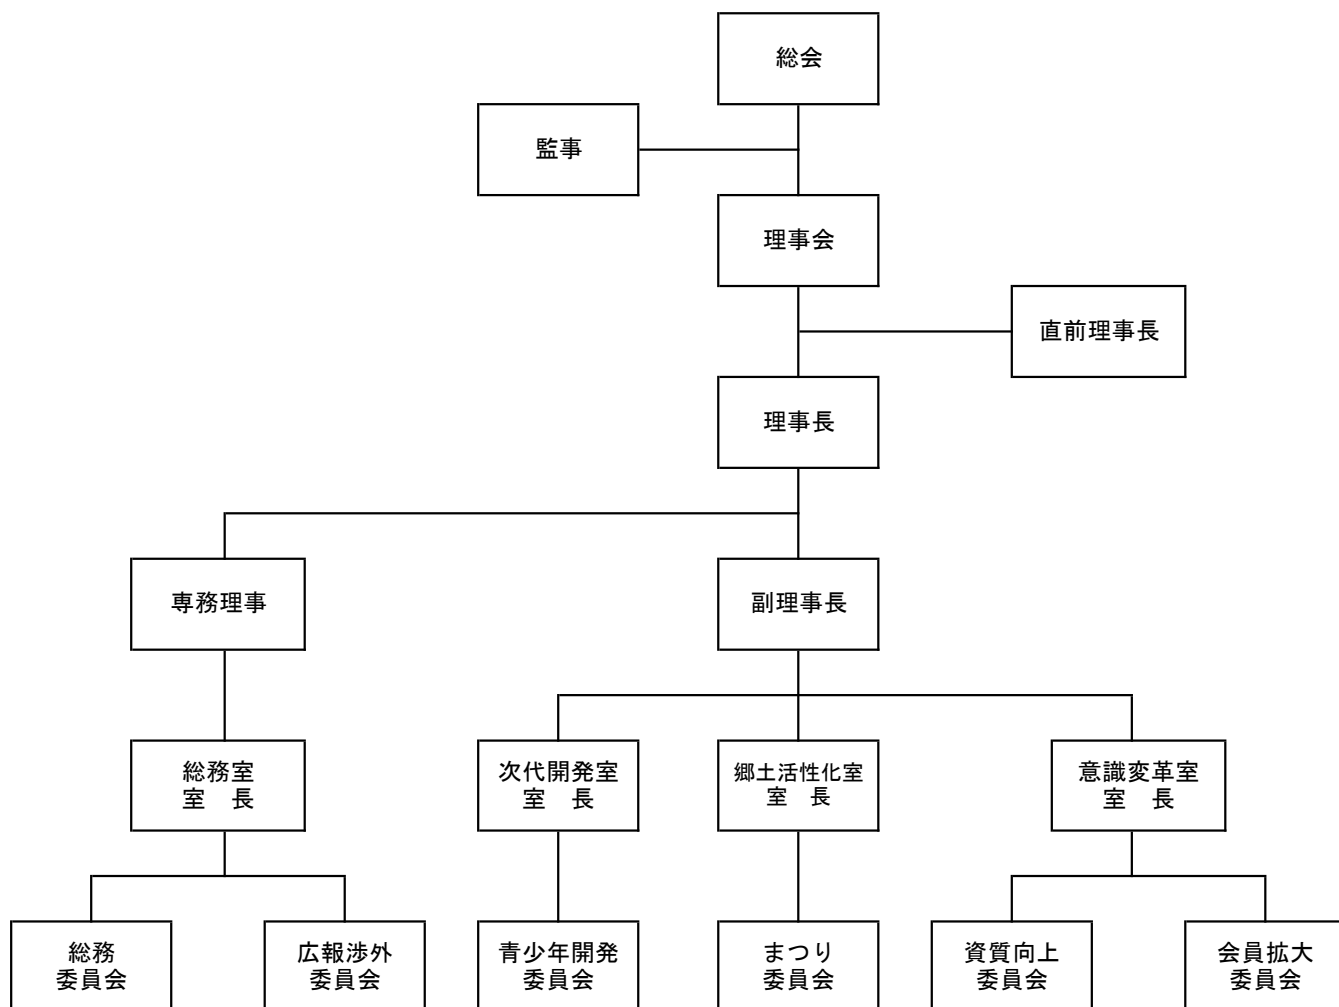 総会
監事
理事会
直前理事長
理事長
専務理事
副理事長
総務室
室　長
次代開発室
室　長
郷土活性化室
室　長
意識変革室
室　長
総務
委員会
広報渉外
委員会
青少年開発
委員会
まつり
委員会
資質向上
委員会
会員拡大
委員会